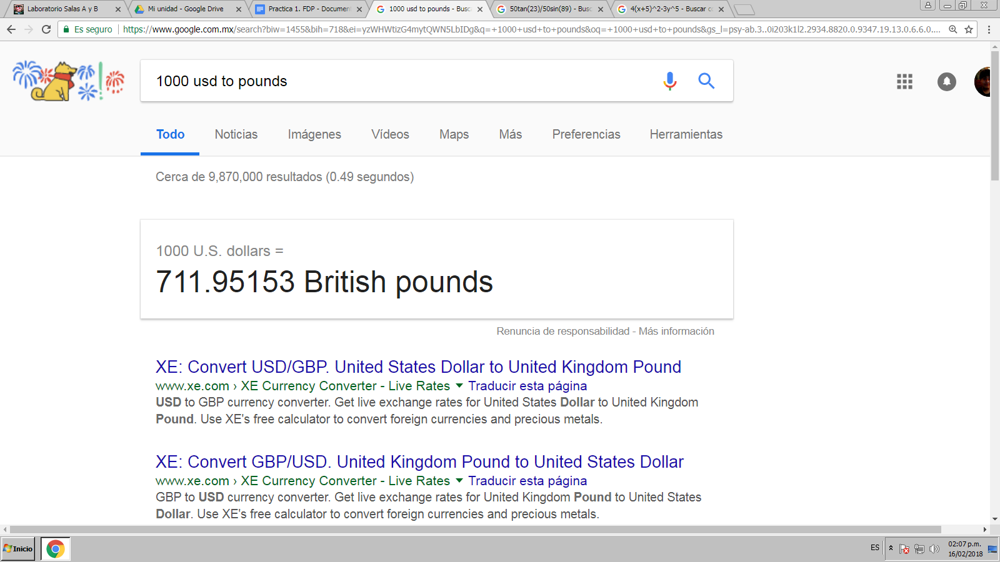 Laboratorio Salas A y B
Mi unidad - Google Drive
Practica 1. FDP - Document
1000 usd to pounds - Busc
50tan(23)/50sin(89) - Busc
4(x+5)^2-3y^5 - Buscar co
Es seguro
https://www.google.com.mx/search?biw=1455&bih=718&ei=yzWHWtizG4mytQWN5LbIDg&q=+1000+usd+to+pounds&oq=+1000+usd+to+pounds&gs_l=psy-ab.3..0i203k1l2.2934.8820.0.9347.19.13.0.6.6.0....
1000 usd to pounds
Todo
Noticias
Imágenes
Vídeos
Maps
Más
Preferencias
Herramientas
Cerca de 9,870,000 resultados (0.49 segundos)
1000 U.S. dollars =
711.95153 British pounds
Renuncia de responsabilidad - Más información
XE: Convert USD/GBP. United States Dollar to United Kingdom Pound
www.xe.com › XE Currency Converter - Live Rates ▾ Traducir esta página
USD to GBP currency converter. Get live exchange rates for United States Dollar to United Kingdom
Pound. Use XE's free calculator to convert foreign currencies and precious metals.
XE: Convert GBP/USD. United Kingdom Pound to United States Dollar
www.xe.com › XE Currency Converter - Live Rates ▾ Traducir esta página
GBP to USD currency converter. Get live exchange rates for United Kingdom Pound to United States
Dollar. Use XE's free calculator to convert foreign currencies and precious metals.
Inicio
ES
02:07 p.m.
16/02/2018